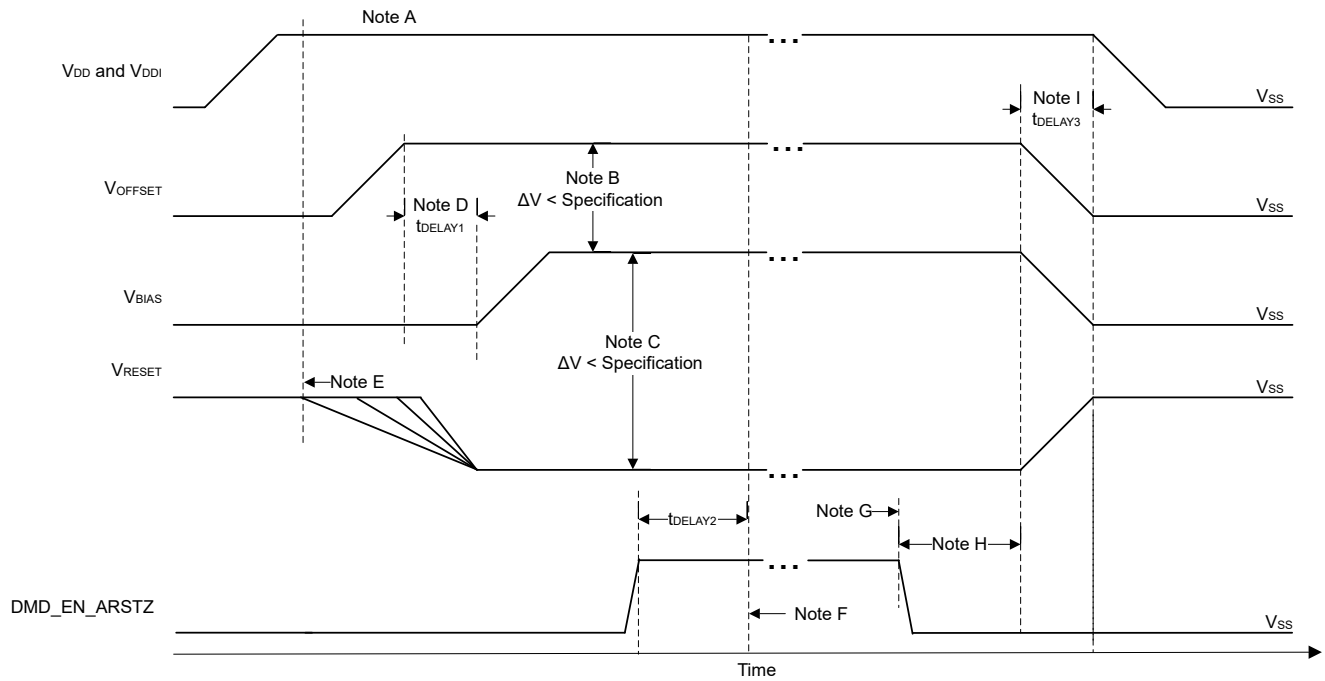 Note A
VDD and VDDI
Note I
tDELAY3
VSS
VOFFSET
Note B
ΔV < Specification
Note D
tDELAY1
VSS
VBIAS
VSS
Note C
ΔV < Specification
VRESET
Note E
VSS
tDELAY2
Note G
Note H
DMD_EN_ARSTZ
Note F
VSS
Time